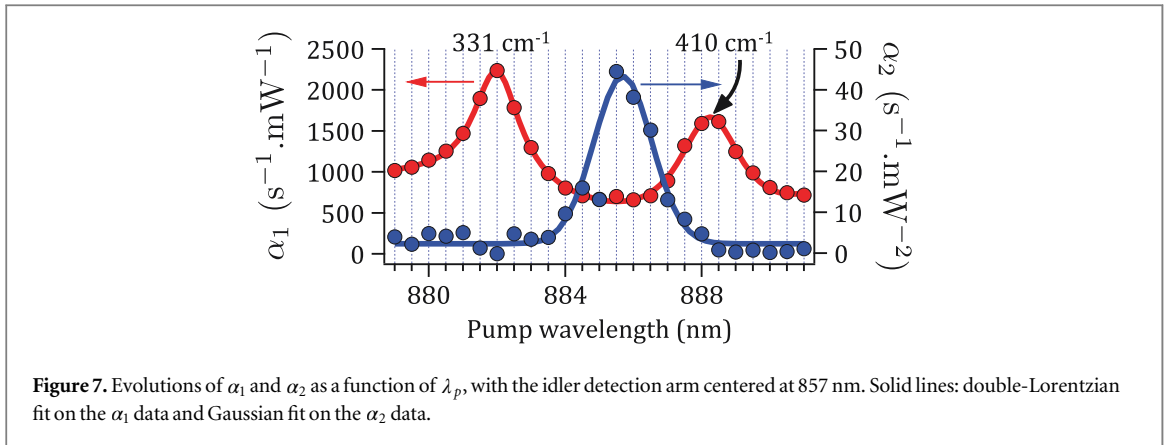 331 cm⁻¹ 410 cm⁻¹
2500 50
2000 40
1500 30
1000 20
500 10
0 0
α₁ (s⁻¹.mW⁻¹)
α₂ (s⁻¹.mW⁻²)
880 884 888
Pump wavelength (nm)
Figure 7. Evolutions of α₁ and α₂ as a function of λₚ, with the idler detection arm centered at 857 nm. Solid lines: double-Lorentzian
fit on the α₁ data and Gaussian fit on the α₂ data.